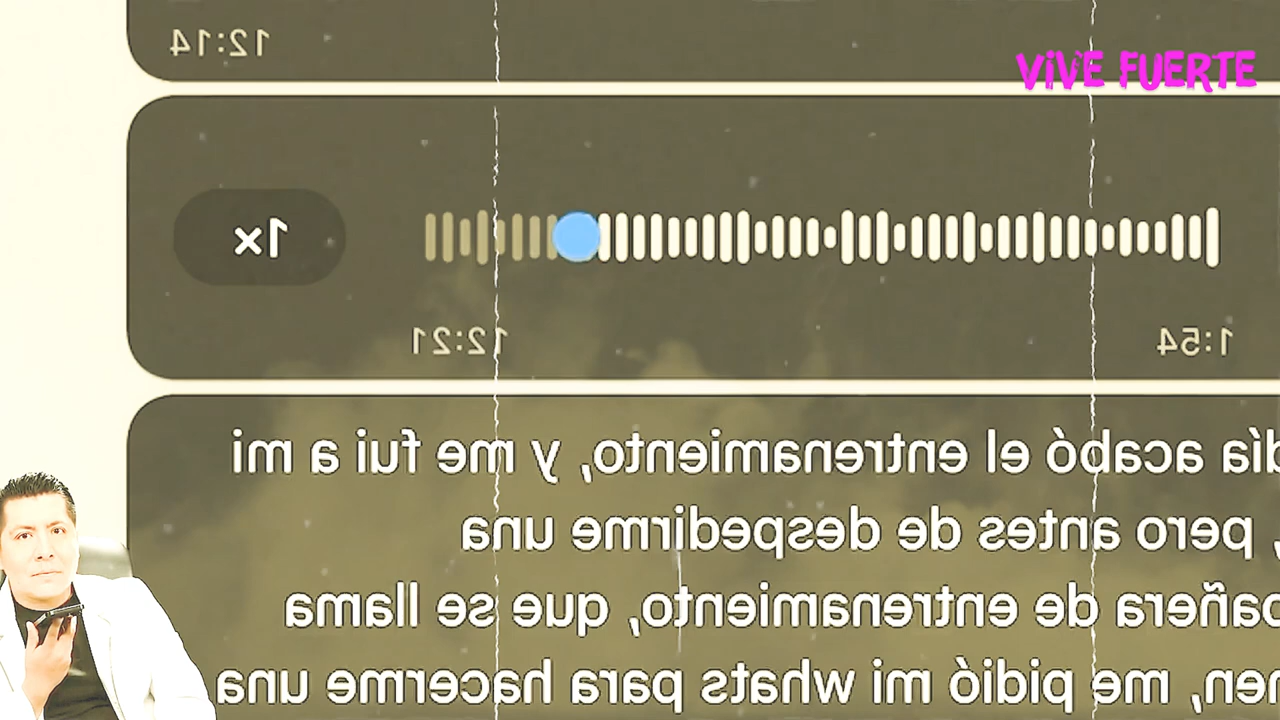 12:14
VIVE FUERTE
1x
12:21
1:54
día acabó el entrenamiento, y me fui a mi
, pero antes de despedirme una
de entrenamiento, que se llama
, me pidió mi whats para hacerme una